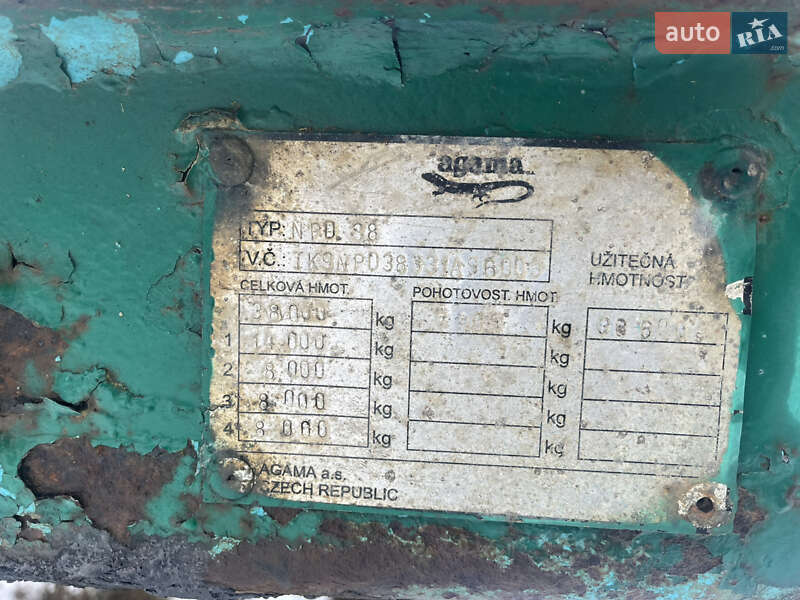 auto RIA .com
agama
TYP: NPD 38
V.Č.:
UŽITEČNÁ
HMOTNOST
CELKOVÁ HMOT. POHOTOVOST. HMOT.
38 000 kg kg
1 14 000 kg kg
2 8 000 kg kg
3 8 000 kg kg
4 8 000 kg kg
AGAMA a.s.
CZECH REPUBLIC